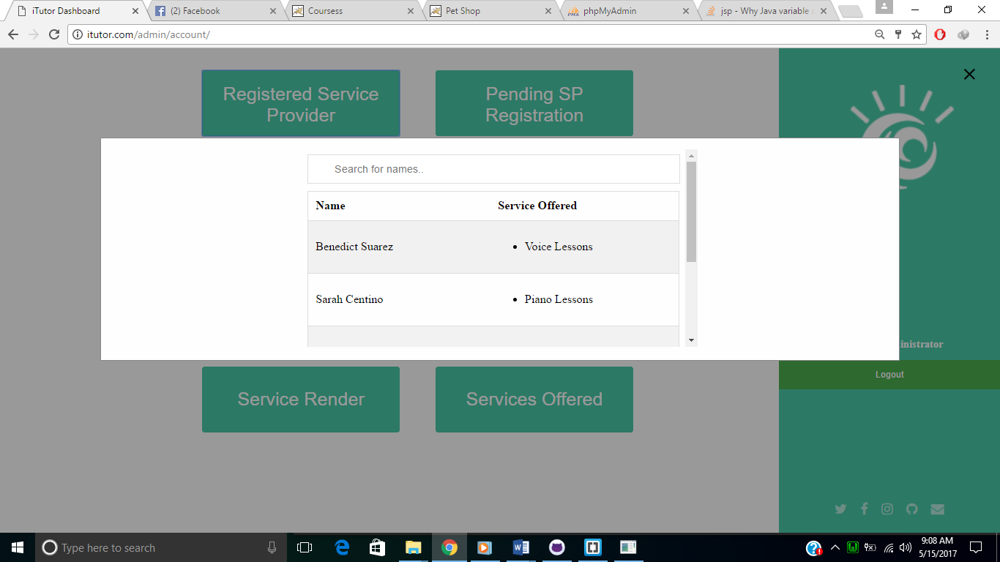 iTutor Dashboard
(2) Facebook
Coursess
Pet Shop
phpMyAdmin
jsp - Why Java variable
itutor.com/admin/account/
Registered Service
Provider
Pending SP
Registration
Search for names..
Name Service Offered
Benedict Suarez • Voice Lessons
Sarah Centino • Piano Lessons
inistrator
Logout
Service Render
Services Offered
Type here to search
9:08 AM
5/15/2017